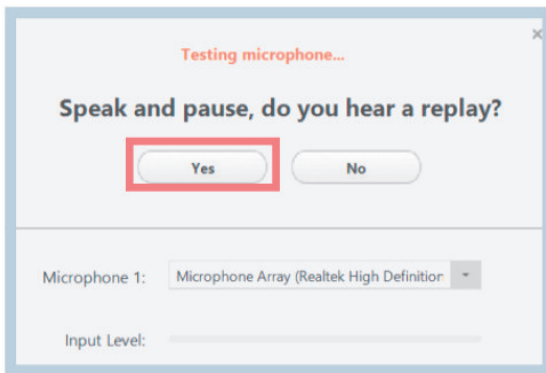 Testing microphone...
Speak and pause, do you hear a replay?
Yes No
Microphone 1: Microphone Array (Realtek High Definition
Input Level: